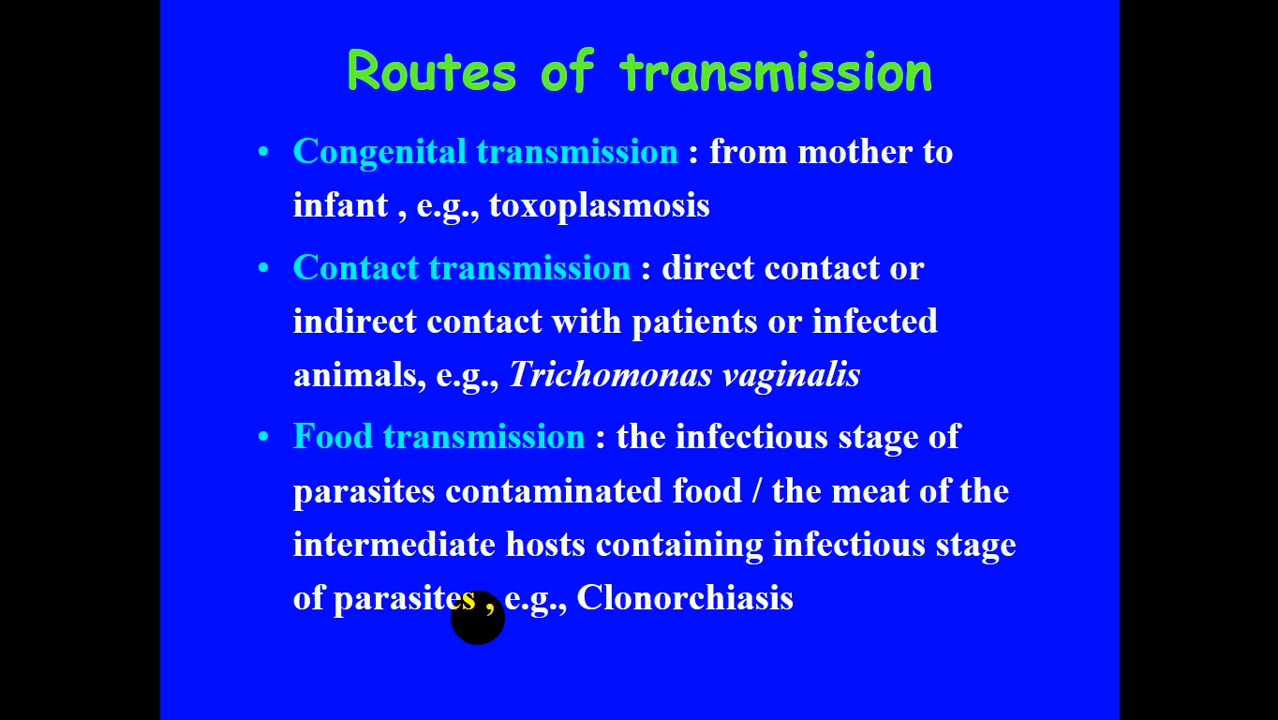 Routes of transmission
• Congenital transmission : from mother to
infant , e.g., toxoplasmosis
• Contact transmission : direct contact or
indirect contact with patients or infected
animals, e.g., Trichomonas vaginalis
• Food transmission : the infectious stage of
parasites contaminated food / the meat of the
intermediate hosts containing infectious stage
of parasites , e.g., Clonorchiasis